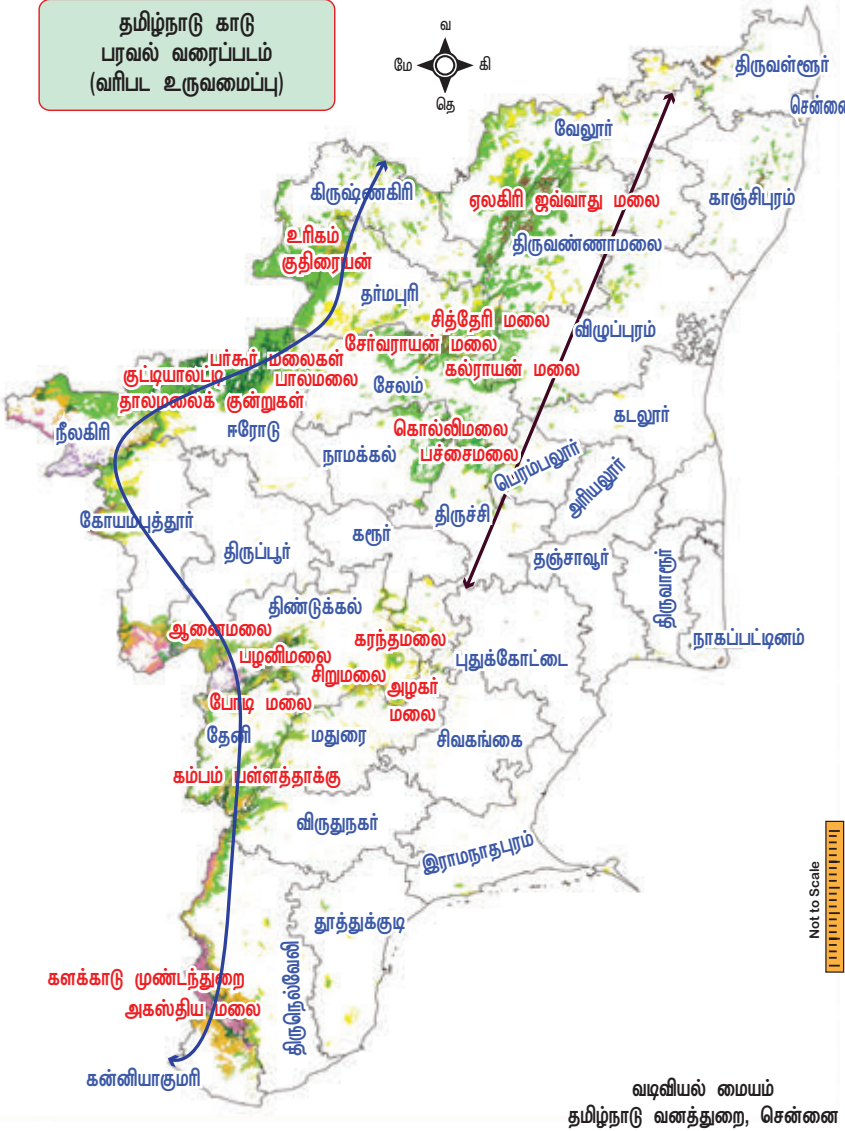 தமிழ்நாடு காடு
பரவல் வரைப்படம்
(வரிபட உருவமைப்பு)
வ
மே
கி
தெ
திருவள்ளூர்
சென்னை
வேலூர்
கிருஷ்ணகிரி
ஏலகிரி ஜவ்வாது மலை
காஞ்சிபுரம்
உரிகம்
குதிரையன்
திருவண்ணாமலை
தர்மபுரி
சித்தேரி மலை
விழுப்புரம்
சேர்வராயன் மலை
பர்கூர் மலைகள்
குட்டியாலட்டி
பாலமலை
சேலம்
கல்ராயன் மலை
தாலமலைக் குன்றுகள்
நீலகிரி
ஈரோடு
கடலூர்
கொல்லிமலை
நாமக்கல்
பச்சைமலை
பெரம்பலூர்
அரியலூர்
கோயம்புத்தூர்
திருச்சி
கரூர்
திருப்பூர்
தஞ்சாவூர்
திருவாரூர்
திண்டுக்கல்
ஆனைமலை
கரந்தமலை
நாகப்பட்டினம்
பழனிமலை
புதுக்கோட்டை
சிறுமலை
அழகர்
மலை
போடி மலை
தேனி
மதுரை
சிவகங்கை
கம்பம் பள்ளத்தாக்கு
விருதுநகர்
இராமநாதபுரம்
Not to Scale
தூத்துக்குடி
களக்காடு முண்டந்துறை
அகஸ்திய மலை
திருநெல்வேலி
கன்னியாகுமரி
வடிவியல் மையம்
தமிழ்நாடு வனத்துறை, சென்னை